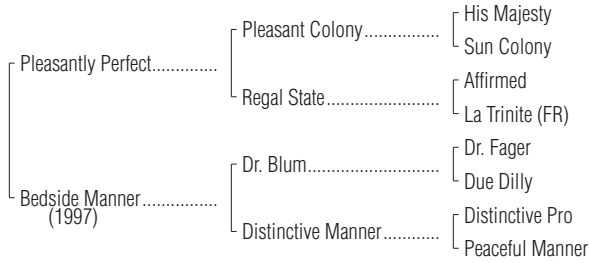 His Majesty
Pleasant Colony................
Sun Colony
Pleasantly Perfect..............
Affirmed
Regal State........................
La Trinite (FR)
Dr. Fager
Dr. Blum............................
Due Dilly
Bedside Manner................
(1997)
Distinctive Pro
Distinctive Manner............
Peaceful Manner